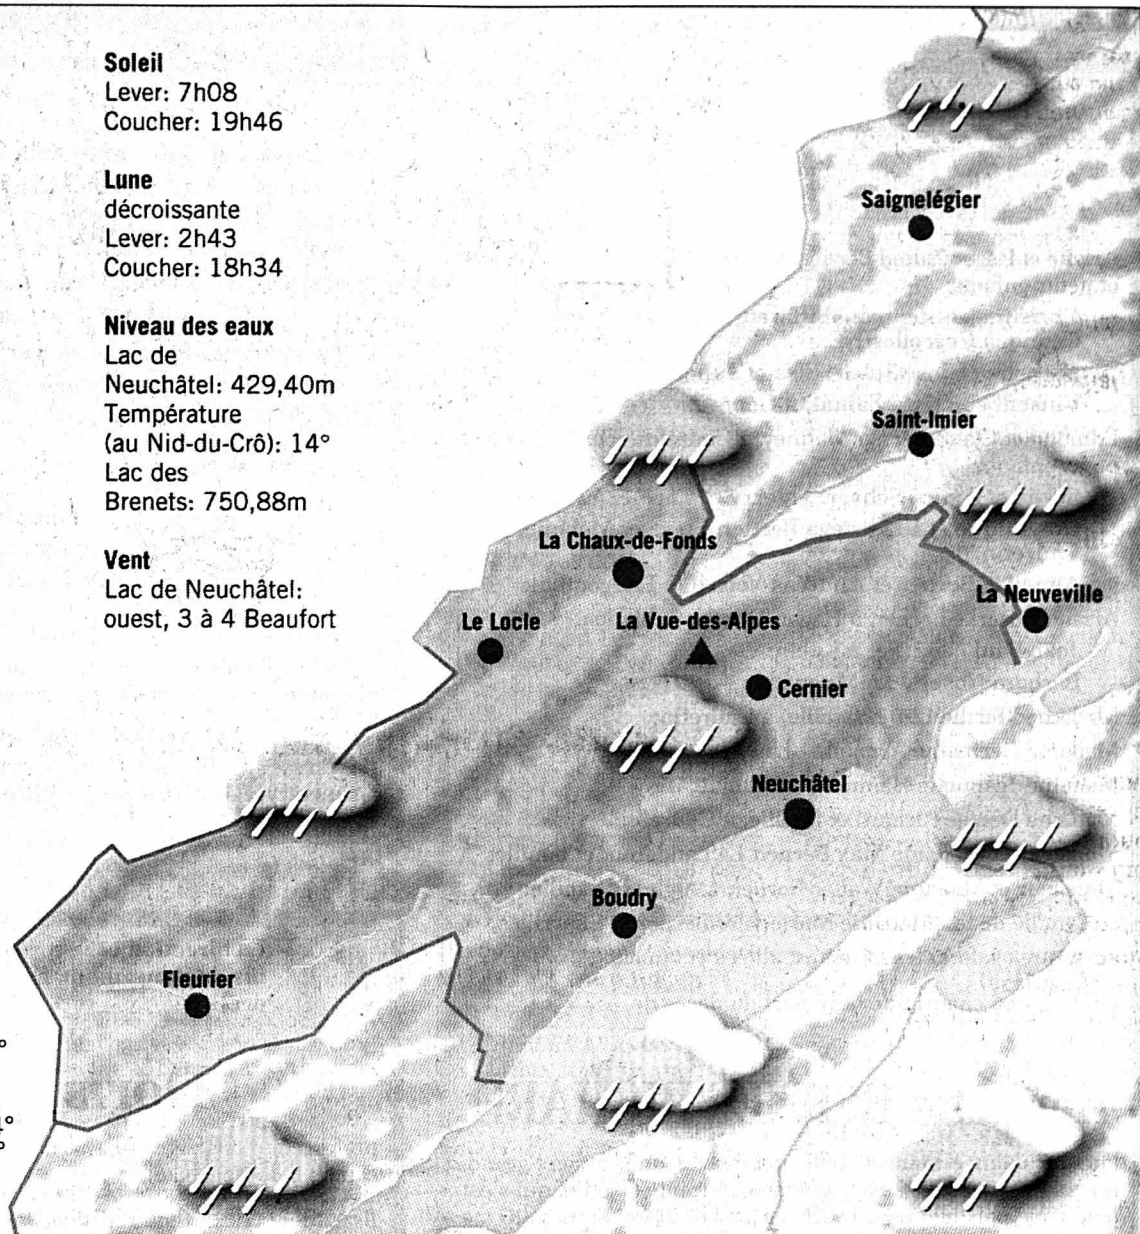 Soleil
Lever: 7h08
Coucher: 19h46
Lune
décroissante
Lever: 2h43
Coucher: 18h34
Niveau des eaux
Lac de
Neuchâtel: 429,40m
Température
(au Nid-du-Crô): 14°
Lac des
Brenets: 750,88m
Vent
Lac de Neuchâtel:
ouest, 3 à 4 Beaufort
Saignelégier
Saint-Imier
La Chaux-de-Fonds
La Neuveville
Le Locle
La Vue-des-Alpes
Cernier
Neuchâtel
Boudry
Fleurier